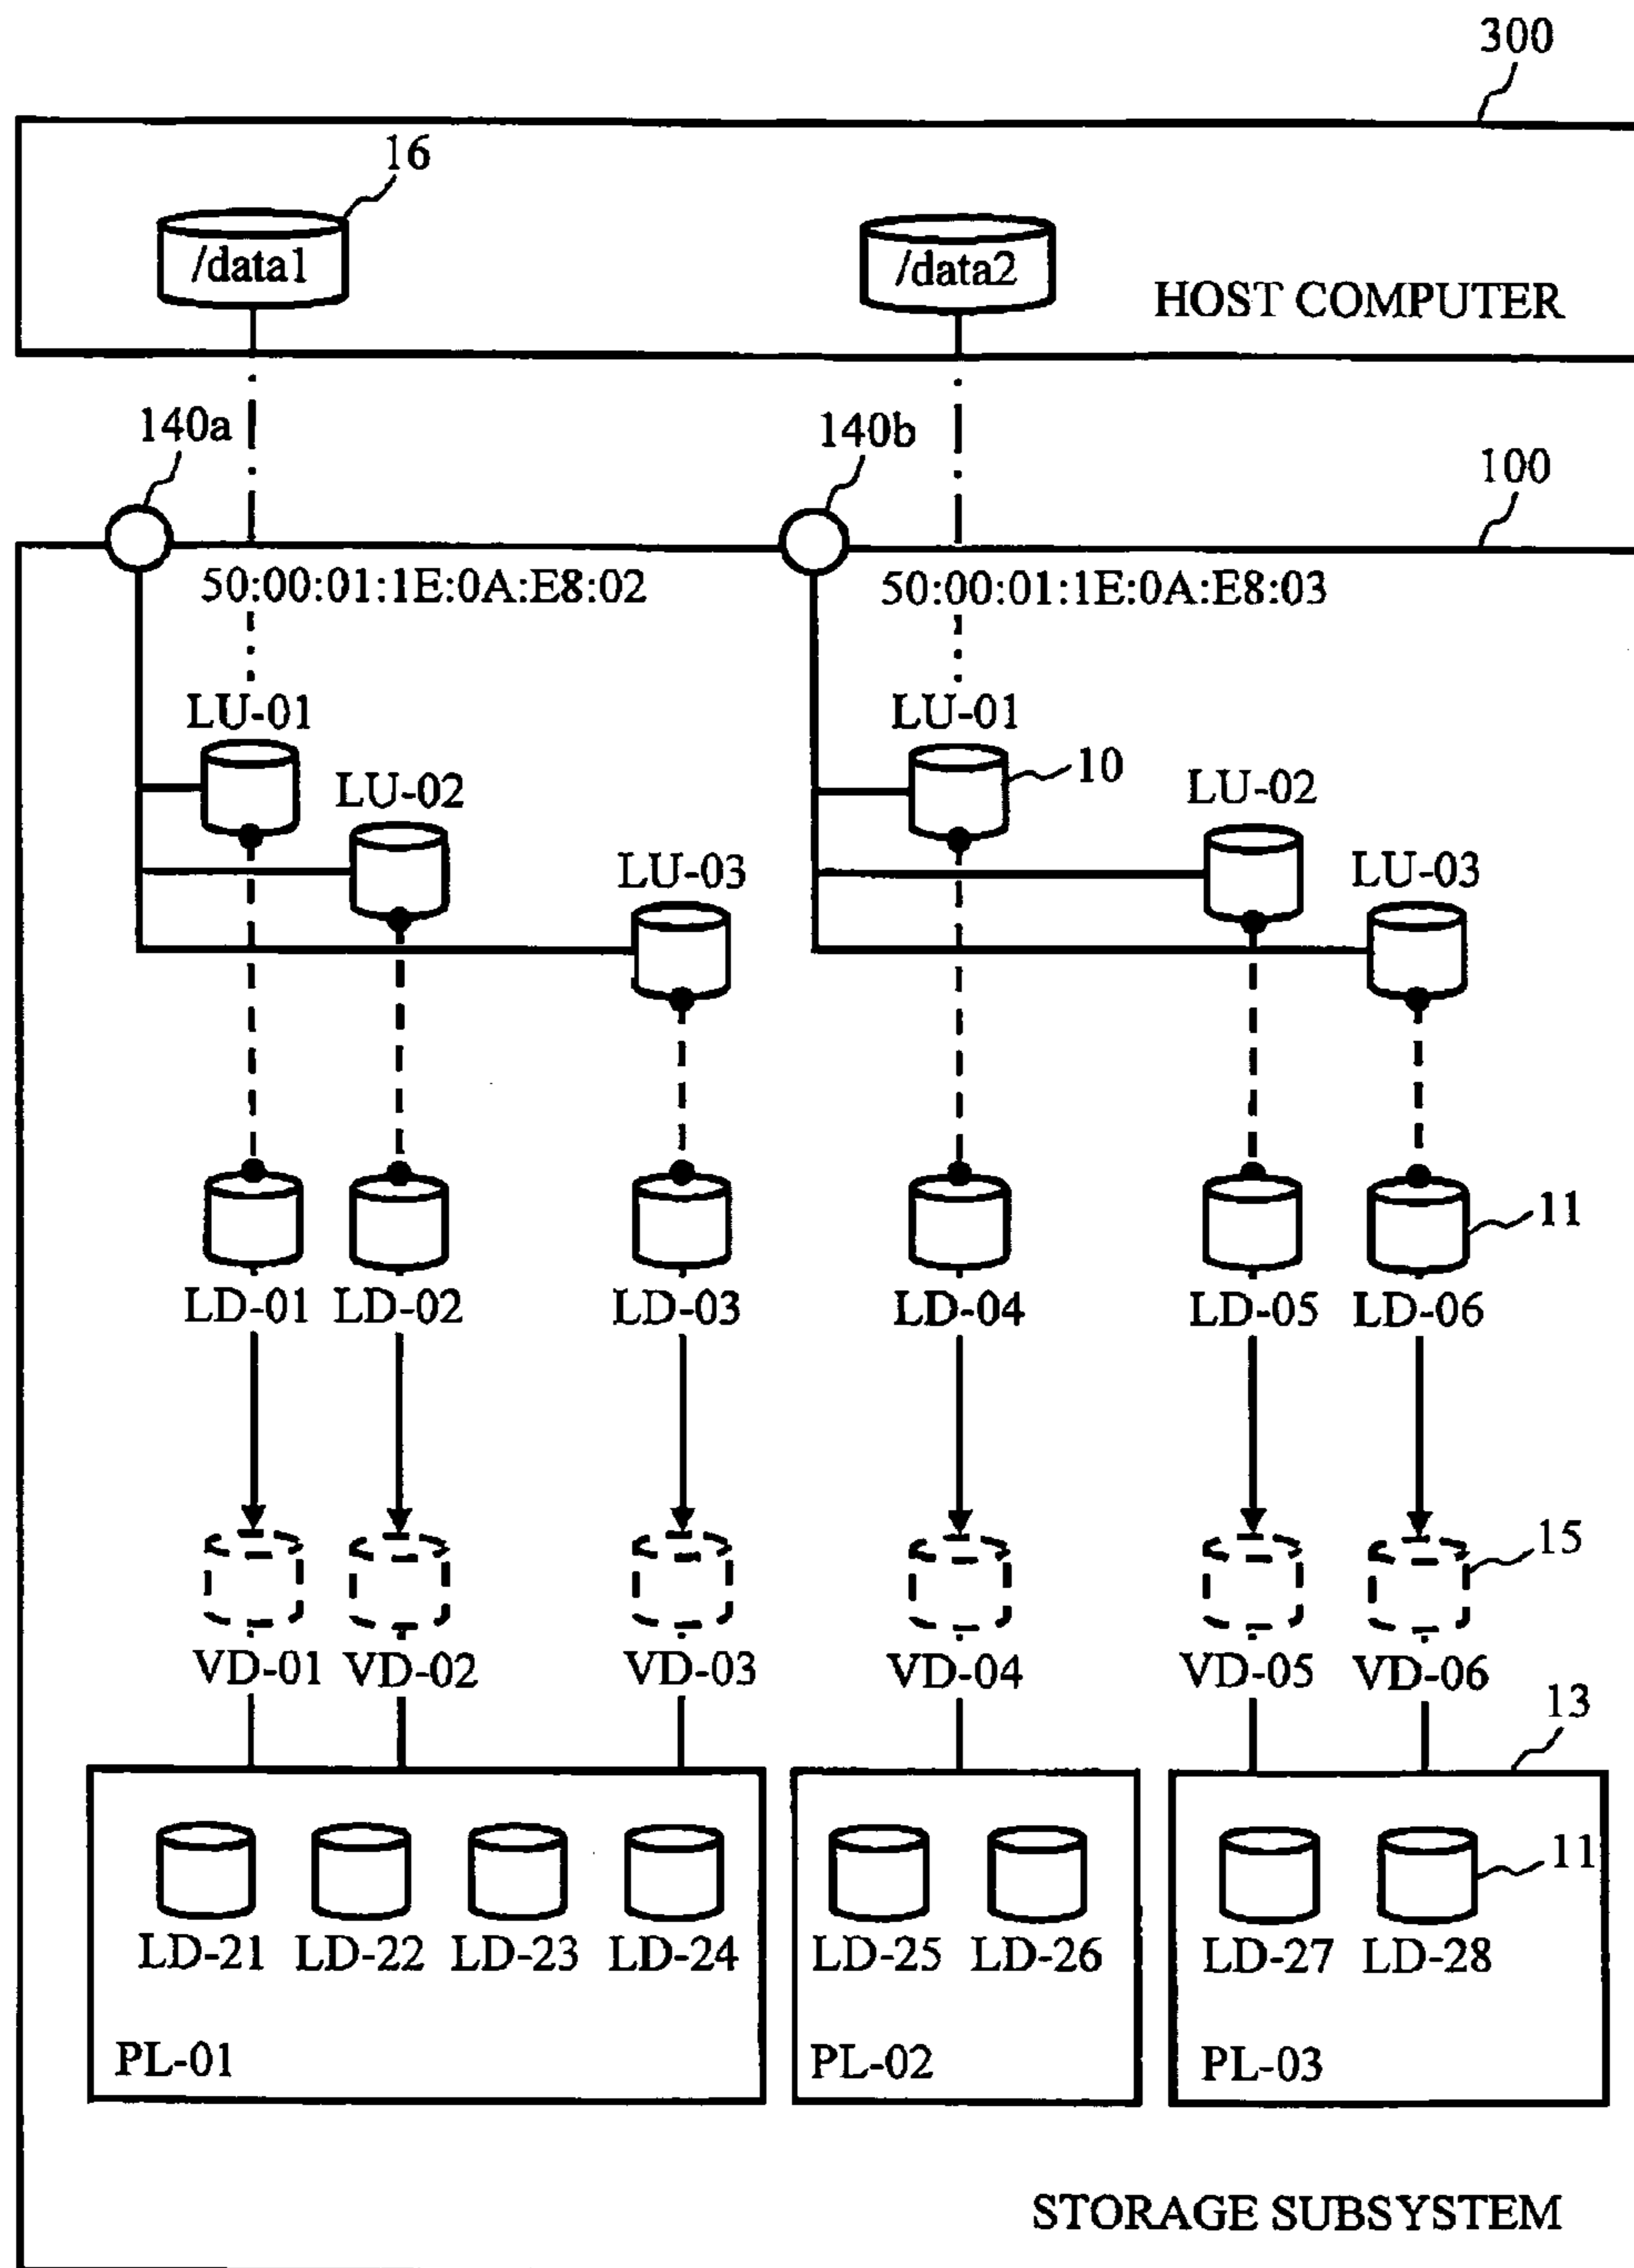 300
16
/data1
/data2
HOST COMPUTER
140a
140b
100
50:00:01:1E:0A:E8:02
50:00:01:1E:0A:E8:03
LU-01
LU-01
10
LU-02
LU-02
LU-03
LU-03
11
LD-01 LD-02 LD-03 LD-04 LD-05 LD-06
15
VD-01 VD-02 VD-03 VD-04 VD-05 VD-06
13
11
LD-21 LD-22 LD-23 LD-24 LD-25 LD-26 LD-27 LD-28
PL-01 PL-02 PL-03
STORAGE SUBSYSTEM